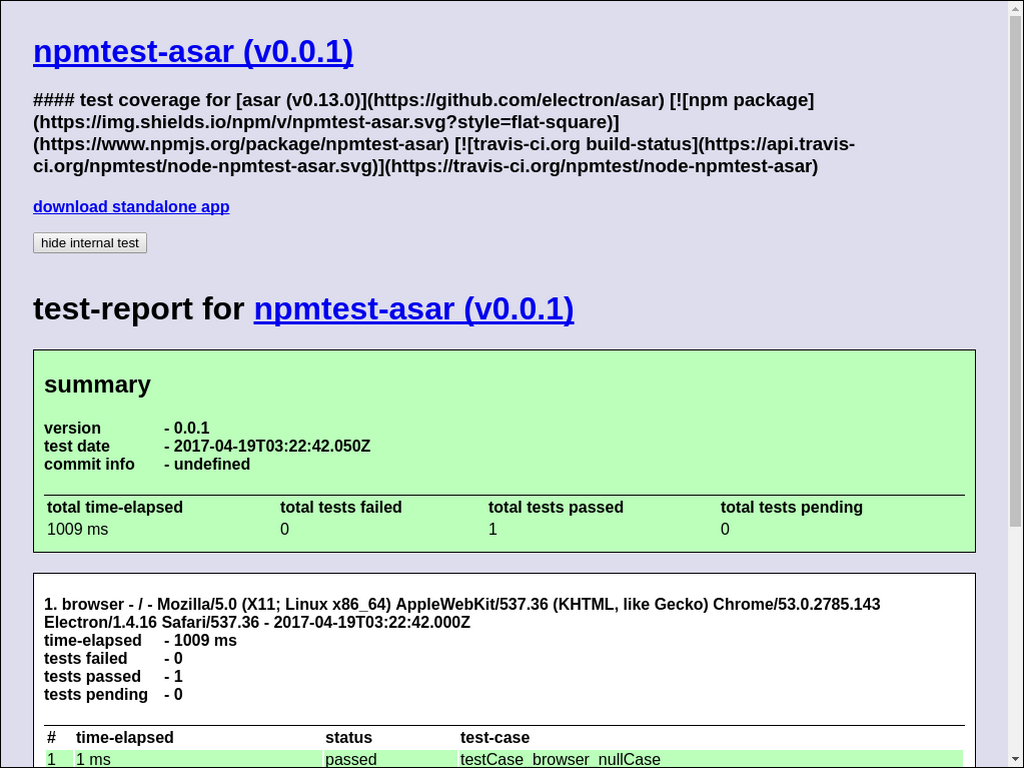 npmtest-asar (v0.0.1)
#### test coverage for [asar (v0.13.0)](https://github.com/electron/asar) [![npm package]
(https://img.shields.io/npm/v/npmtest-asar.svg?style=flat-square)]
(https://www.npmjs.org/package/npmtest-asar) [![travis-ci.org build-status](https://api.travis-
ci.org/npmtest/node-npmtest-asar.svg)](https://travis-ci.org/npmtest/node-npmtest-asar)
download standalone app
hide internal test
test-report for npmtest-asar (v0.0.1)
summary
version - 0.0.1
test date - 2017-04-19T03:22:42.050Z
commit info - undefined
total time-elapsed total tests failed total tests passed total tests pending
1009 ms 0 1 0
1. browser - / - Mozilla/5.0 (X11; Linux x86_64) AppleWebKit/537.36 (KHTML, like Gecko) Chrome/53.0.2785.143
Electron/1.4.16 Safari/537.36 - 2017-04-19T03:22:42.000Z
time-elapsed - 1009 ms
tests failed - 0
tests passed - 1
tests pending - 0
# time-elapsed status test-case
1 1 ms passed testCase_browser_nullCase